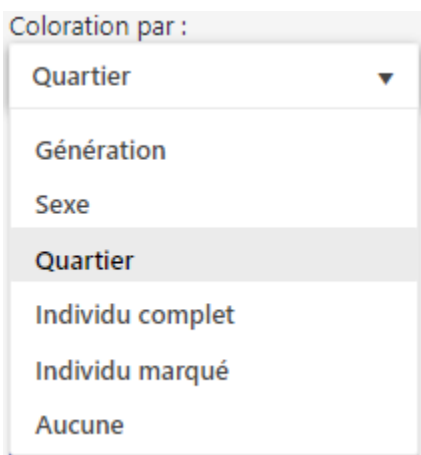 Coloration par :
Quartier
Génération
Sexe
Quartier
Individu complet
Individu marqué
Aucune